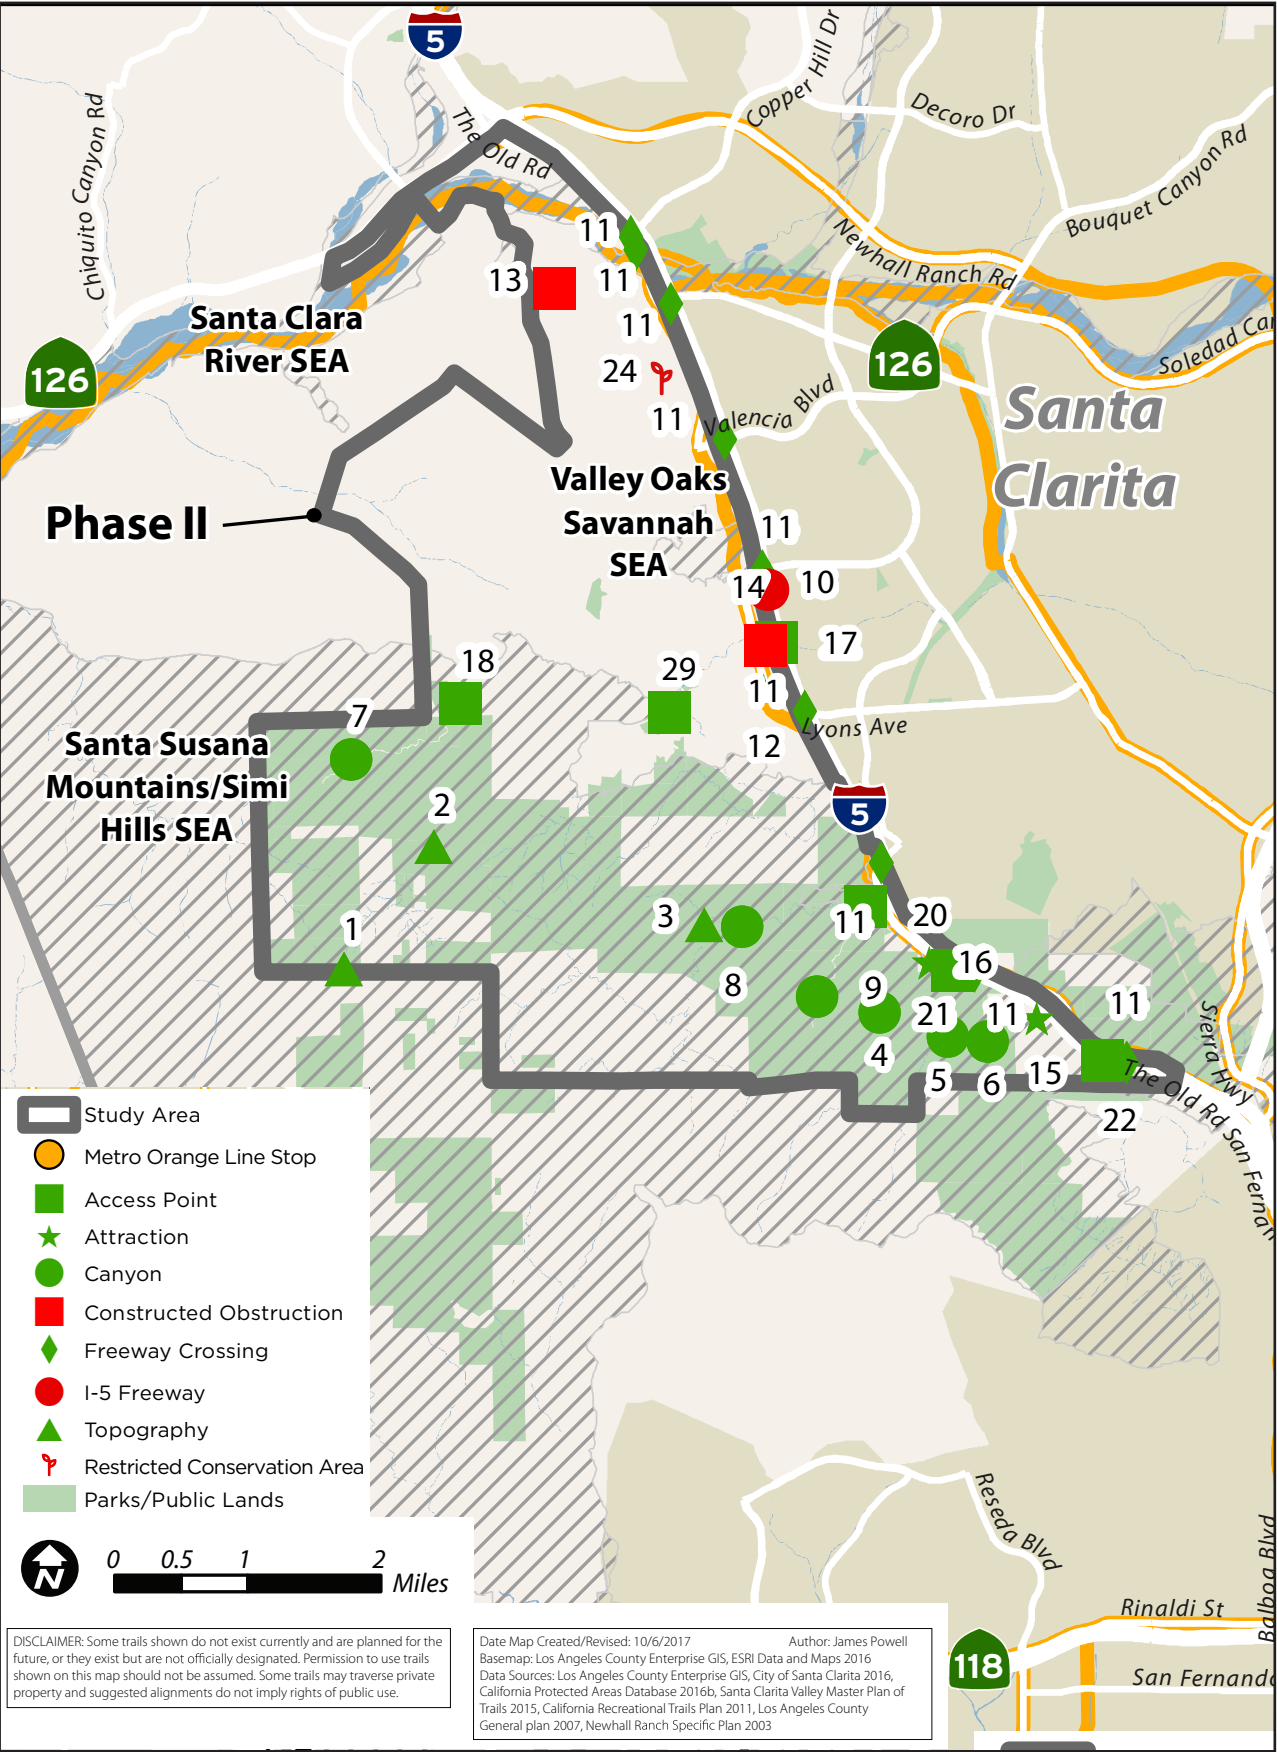 5
Copper Hill Dr
Decoro Dr
The Old Rd
Chiquito Canyon Rd
Bouquet Canyon Rd
11
Newhall Ranch Rd
13
11
Santa Clara
River SEA
11
126
126
Soledad
24
Santa
Clarita
11
Valencia Blvd
Valley Oaks
Savannah
SEA
Phase II
11
14
10
17
18
29
11
7
Lyons Ave
12
Santa Susana
Mountains/Simi
Hills SEA
5
2
3
1
11
20
16
8
9
21
11
11
Sierra Hwy
4
5
6
15
The Old Rd
22
San Fernan
Study Area
Metro Orange Line Stop
Access Point
Attraction
Canyon
Constructed Obstruction
Freeway Crossing
I-5 Freeway
Topography
Restricted Conservation Area
Parks/Public Lands
N
0 0.5 1 2
Miles
Reseda Blvd
Balboa Blvd
Rinaldi St
118
San Fernando
DISCLAIMER: Some trails shown do not exist currently and are planned for the
future, or they exist but are not officially designated. Permission to use trails
shown on this map should not be assumed. Some trails may traverse private
property and suggested alignments do not imply rights of public use.
Date Map Created/Revised: 10/6/2017 Author: James Powell
Basemap: Los Angeles County Enterprise GIS, ESRI Data and Maps 2016
Data Sources: Los Angeles County Enterprise GIS, City of Santa Clarita 2016,
California Protected Areas Database 2016b, Santa Clarita Valley Master Plan of
Trails 2015, California Recreational Trails Plan 2011, Los Angeles County
General plan 2007, Newhall Ranch Specific Plan 2003